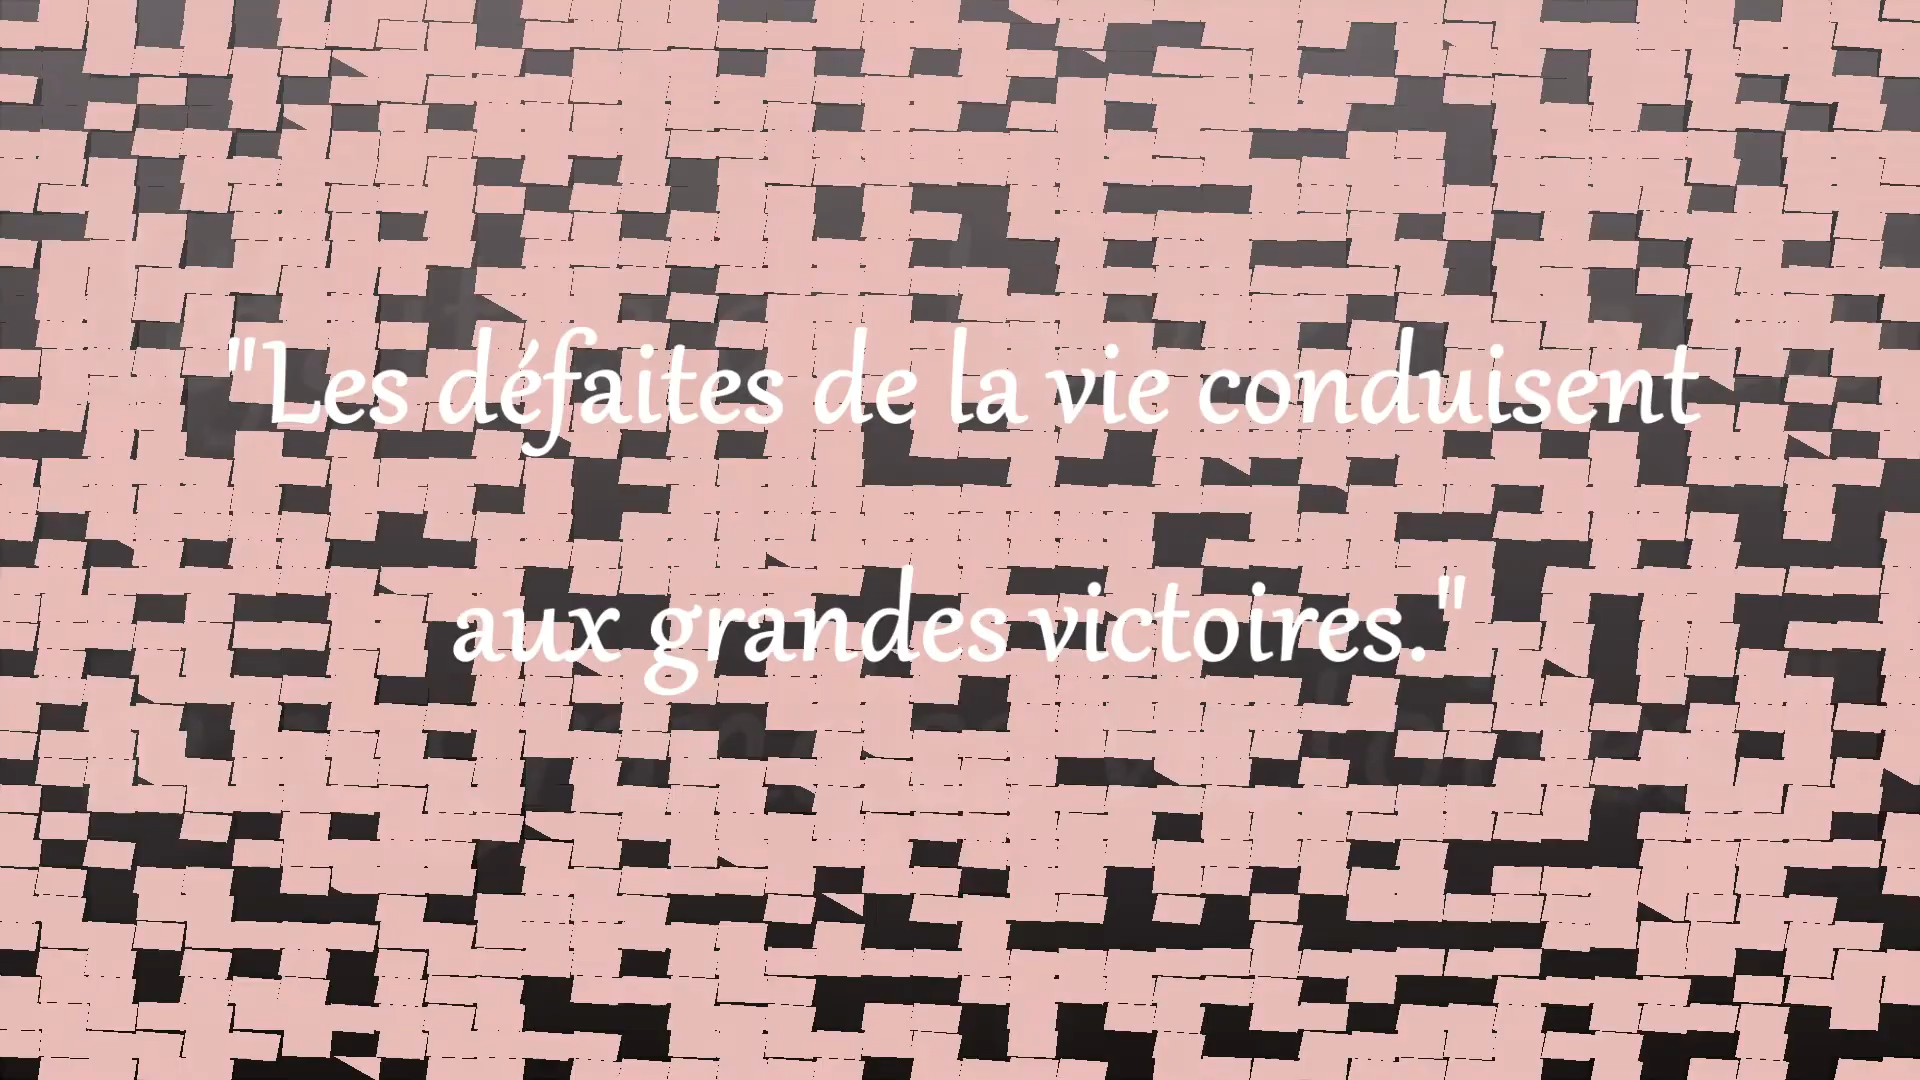 "Les défaites de la vie conduisent
aux grandes victoires."